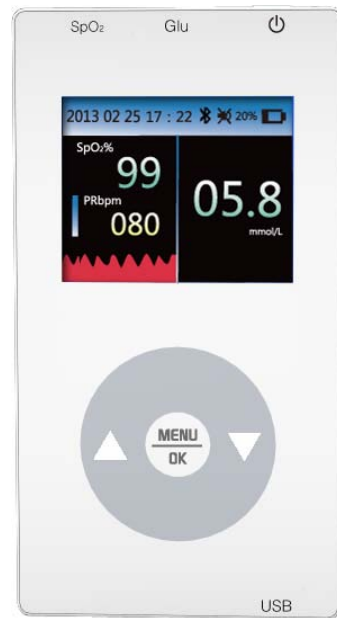 SpO₂ Glu
2013 02 25 17 : 22 20%
SpO₂%
99
PRbpm
080
05.8
mmol/L
MENU
OK
USB